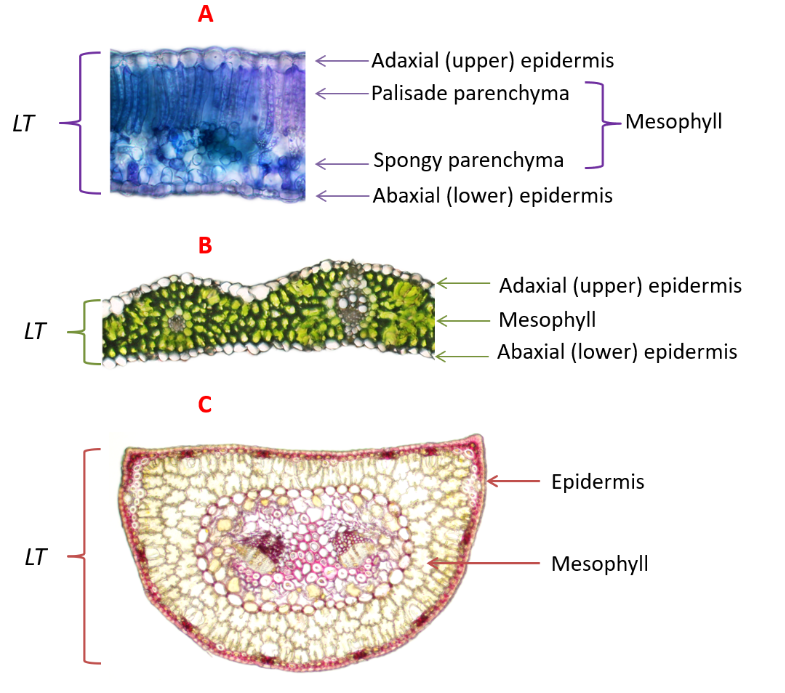 A
Adaxial (upper) epidermis
Palisade parenchyma
LT
Mesophyll
Spongy parenchyma
Abaxial (lower) epidermis
B
Adaxial (upper) epidermis
Mesophyll
LT
Abaxial (lower) epidermis
C
Epidermis
LT
Mesophyll